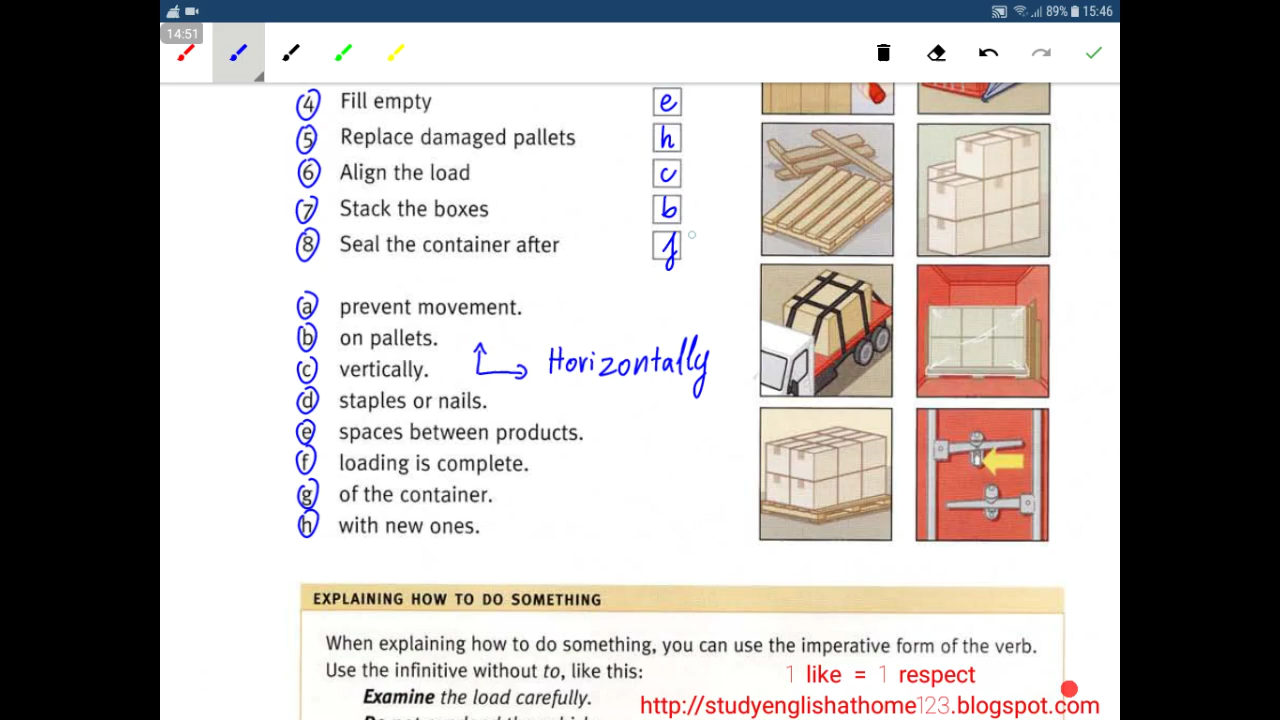 89% 15:46
14:51
4 Fill empty e
5 Replace damaged pallets h
6 Align the load c
7 Stack the boxes b
8 Seal the container after f
a prevent movement.
b on pallets.
c vertically. Horizontally
d staples or nails.
e spaces between products.
f loading is complete.
g of the container.
h with new ones.
EXPLAINING HOW TO DO SOMETHING
When explaining how to do something, you can use the imperative form of the verb.
Use the infinitive without to, like this:
1 like = 1 respect
Examine the load carefully.
http://studyenglishathome123.blogspot.com